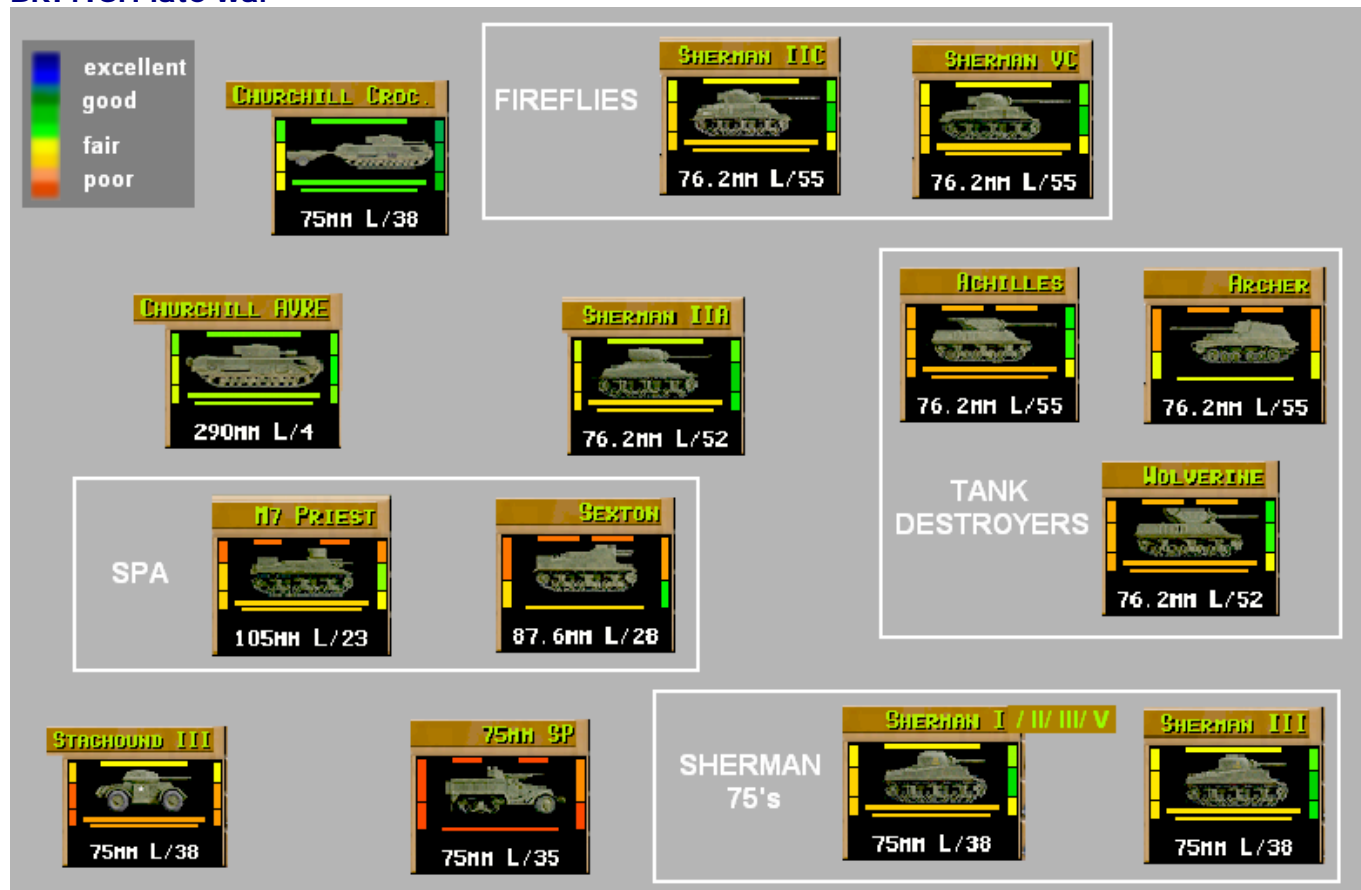 BRITISH late war
excellent
good
fair
poor
CHURCHILL CROC.
75MM L/38
FIREFLIES
SHERMAN IIC
76.2MM L/55
SHERMAN VC
76.2MM L/55
CHURCHILL AVRE
290MM L/4
SHERMAN IIA
76.2MM L/52
ACHILLES
76.2MM L/55
ARCHER
76.2MM L/55
TANK
DESTROYERS
WOLVERINE
76.2MM L/52
SPA
M7 PRIEST
105MM L/23
SEXTON
87.6MM L/28
STAGHOUND III
75MM L/38
75MM SP
75MM L/35
SHERMAN
75's
SHERMAN I / II/ III/ V
75MM L/38
SHERMAN III
75MM L/38